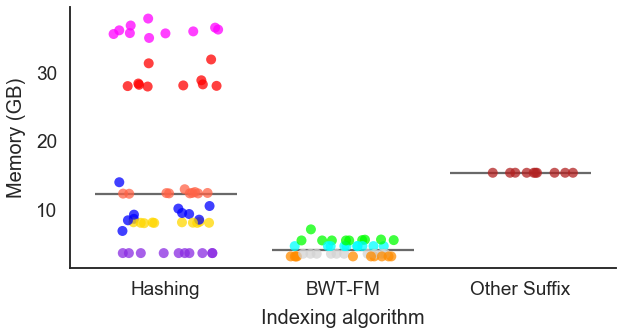 Memory (GB)
30
20
10
Hashing
BWT-FM
Other Suffix
Indexing algorithm